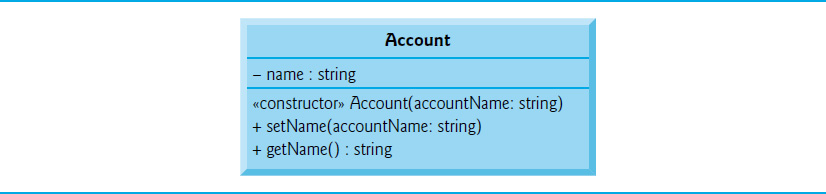 Account
– name : string
«constructor» Account(accountName: string)
+ setName(accountName: string)
+ getName() : string